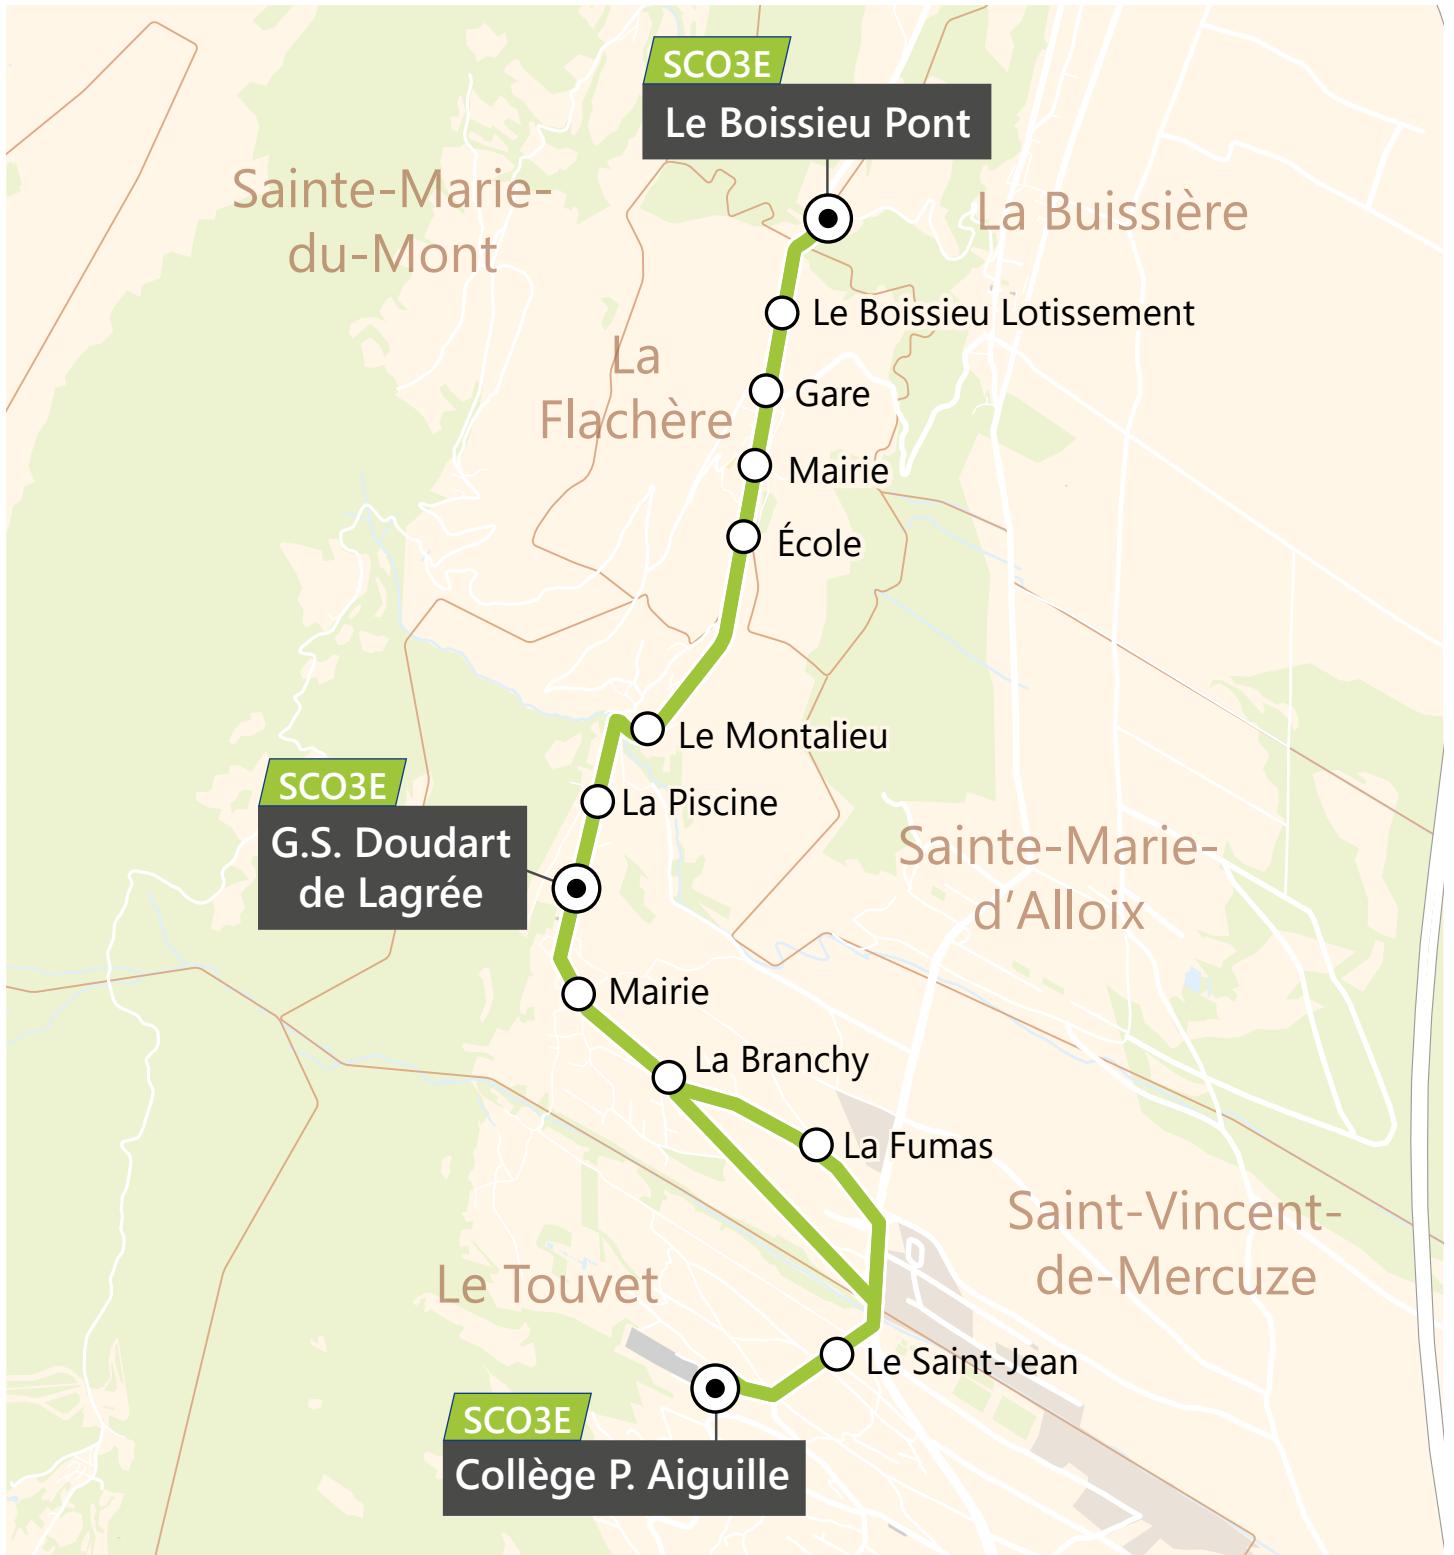 SCO3E
Le Boissieu Pont
Sainte-Marie-
du-Mont
La Buissière
Le Boissieu Lotissement
La
Flachère
Gare
Mairie
École
Le Montalieu
SCO3E
La Piscine
G.S. Doudart
de Lagrée
Sainte-Marie-
d'Alloix
Mairie
La Branchy
La Fumas
Saint-Vincent-
de-Mercuze
Le Touvet
Le Saint-Jean
SCO3E
Collège P. Aiguille